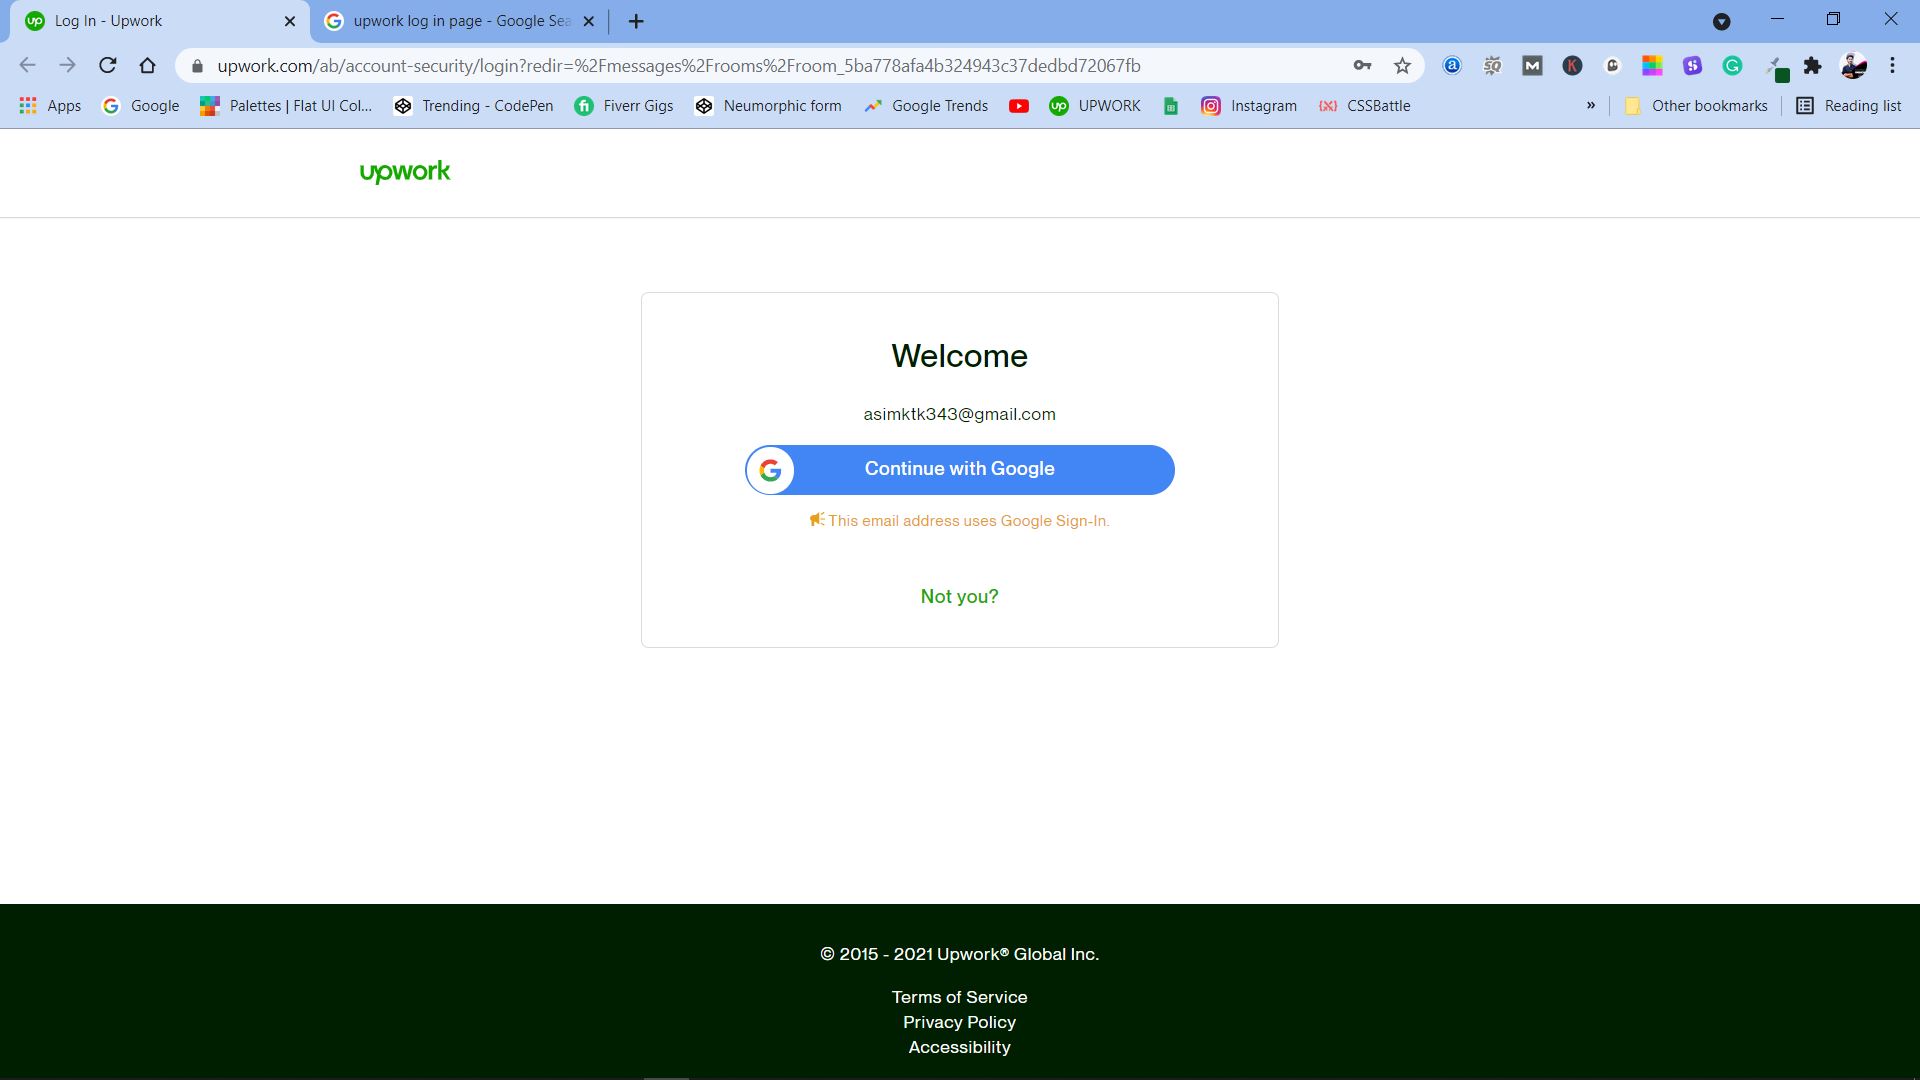 Log In - Upwork
upwork log in page - Google Sea
upwork.com/ab/account-security/login?redir=%2Fmessages%2Frooms%2Froom_5ba778afa4b324943c37dedbd72067fb
Apps
Google
Palettes | Flat UI Col...
Trending - CodePen
Fiverr Gigs
Neumorphic form
Google Trends
UPWORK
Instagram
CSSBattle
»
Other bookmarks
Reading list
upwork
Welcome
asimktk343@gmail.com
Continue with Google
This email address uses Google Sign-In.
Not you?
© 2015 - 2021 Upwork® Global Inc.
Terms of Service
Privacy Policy
Accessibility